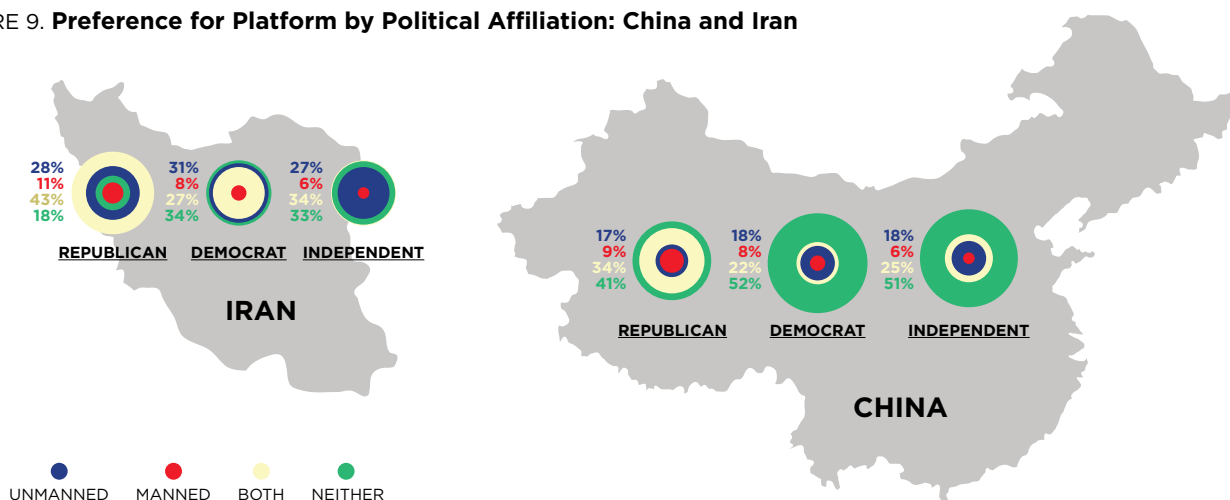 RE 9. Preference for Platform by Political Affiliation: China and Iran
28%
11%
43%
18%
REPUBLICAN
31%
8%
27%
34%
DEMOCRAT
27%
6%
34%
33%
INDEPENDENT
IRAN
17%
9%
34%
41%
REPUBLICAN
18%
8%
22%
52%
DEMOCRAT
18%
6%
25%
51%
INDEPENDENT
CHINA
UNMANNED
MANNED
BOTH
NEITHER